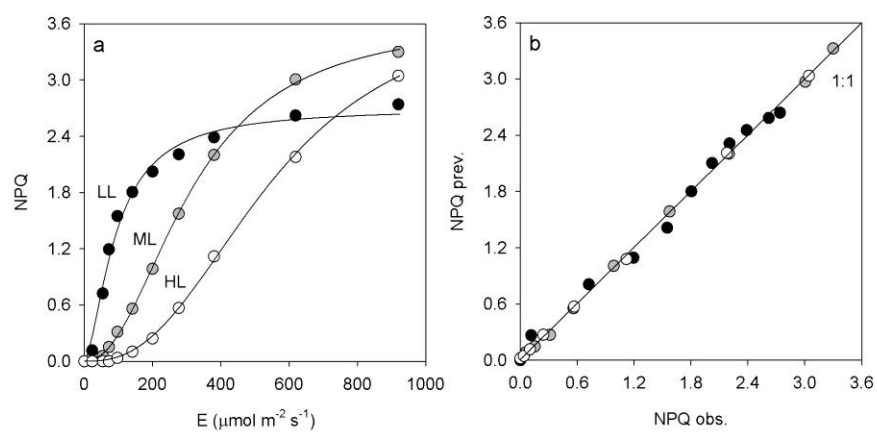 a
3.6
3.0
2.4
1.8
1.2
0.6
0.0
NPQ
LL
ML
HL
0 200 400 600 800 1000
E (μmol m⁻² s⁻¹)
b
3.6
3.0
2.4
1.8
1.2
0.6
0.0
NPQ prev.
1:1
0.0 0.6 1.2 1.8 2.4 3.0 3.6
NPQ obs.